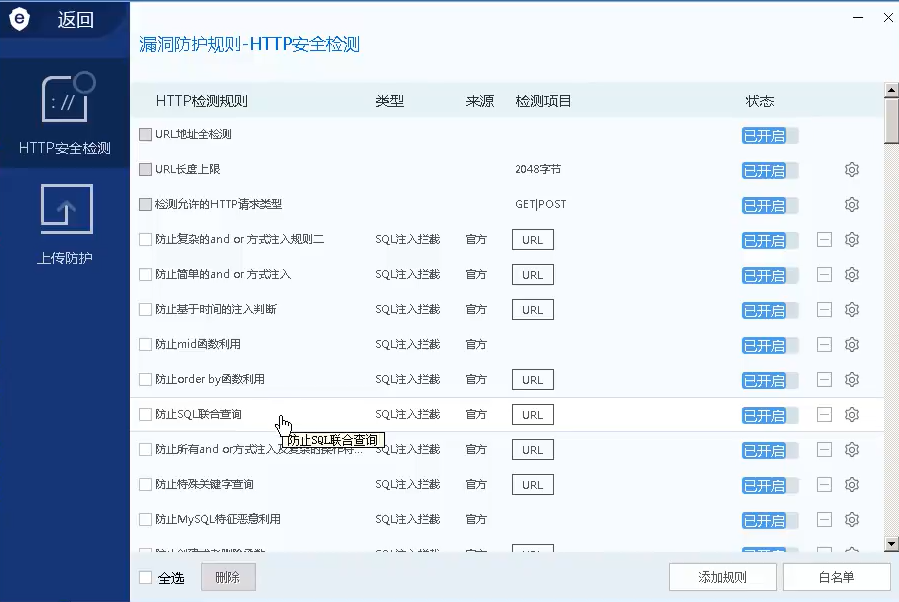 返回
漏洞防护规则-HTTP安全检测
HTTP安全检测
上传防护
HTTP检测规则 类型 来源 检测项目 状态
URL地址全检测 已开启
URL长度上限 2048字节 已开启
检测允许的HTTP请求类型 GET|POST 已开启
防止复杂的and or 方式注入规则二 SQL注入拦截 官方 URL 已开启
防止简单的and or 方式注入 SQL注入拦截 官方 URL 已开启
防止基于时间的注入判断 SQL注入拦截 官方 URL 已开启
防止mid函数利用 SQL注入拦截 官方 已开启
防止order by函数利用 SQL注入拦截 官方 URL 已开启
防止SQL联合查询 SQL注入拦截 官方 URL 已开启
防止SQL联合查询
防止所有and or方式注入及复杂的操作符... SQL注入拦截 官方 URL 已开启
防止特殊关键字查询 SQL注入拦截 官方 URL 已开启
防止MySQL特征恶意利用 SQL注入拦截 官方 已开启
全选 删除 添加规则 白名单